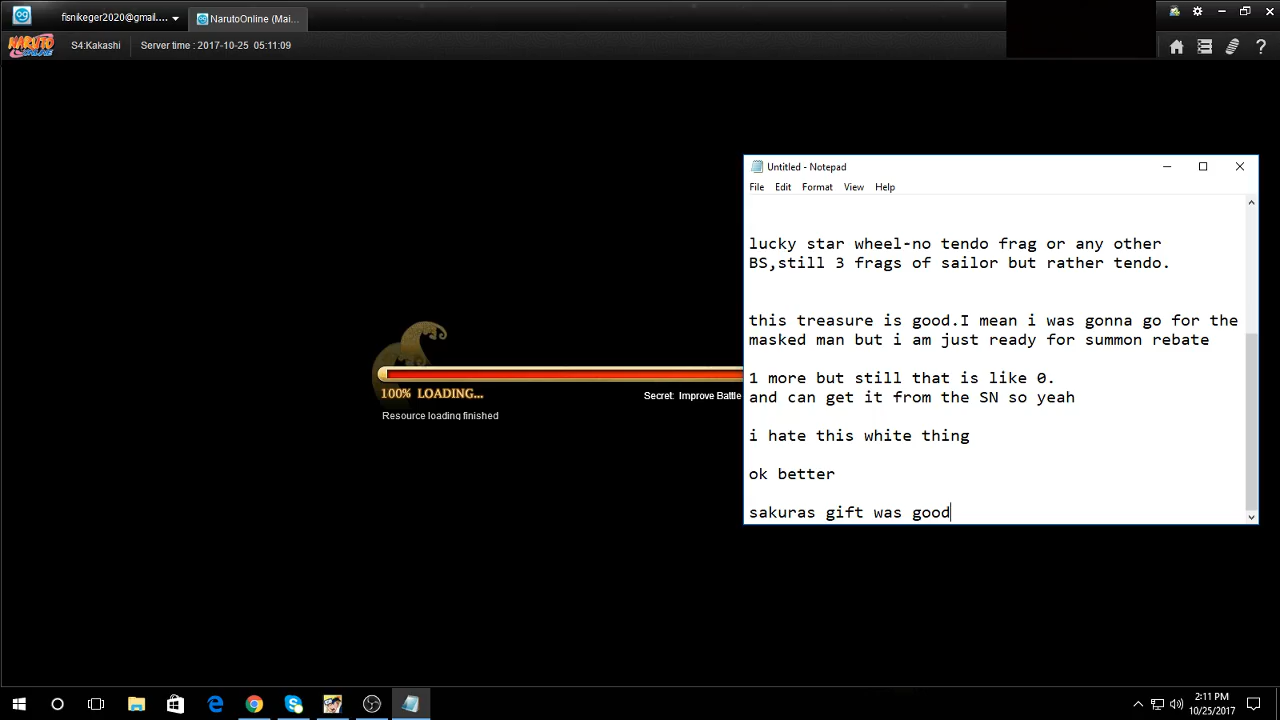 fisnikeger2020@gmail....
NarutoOnline (Mai...
NARUTO
ONLINE
S4:Kakashi
Server time : 2017-10-25 05:11:09
Untitled - Notepad
File Edit Format View Help
lucky star wheel-no tendo frag or any other
BS,still 3 frags of sailor but rather tendo.
this treasure is good.I mean i was gonna go for the
masked man but i am just ready for summon rebate
1 more but still that is like 0.
and can get it from the SN so yeah
i hate this white thing
ok better
sakuras gift was good
100% LOADING...
Secret: Improve Battle
Resource loading finished
2:11 PM
10/25/2017